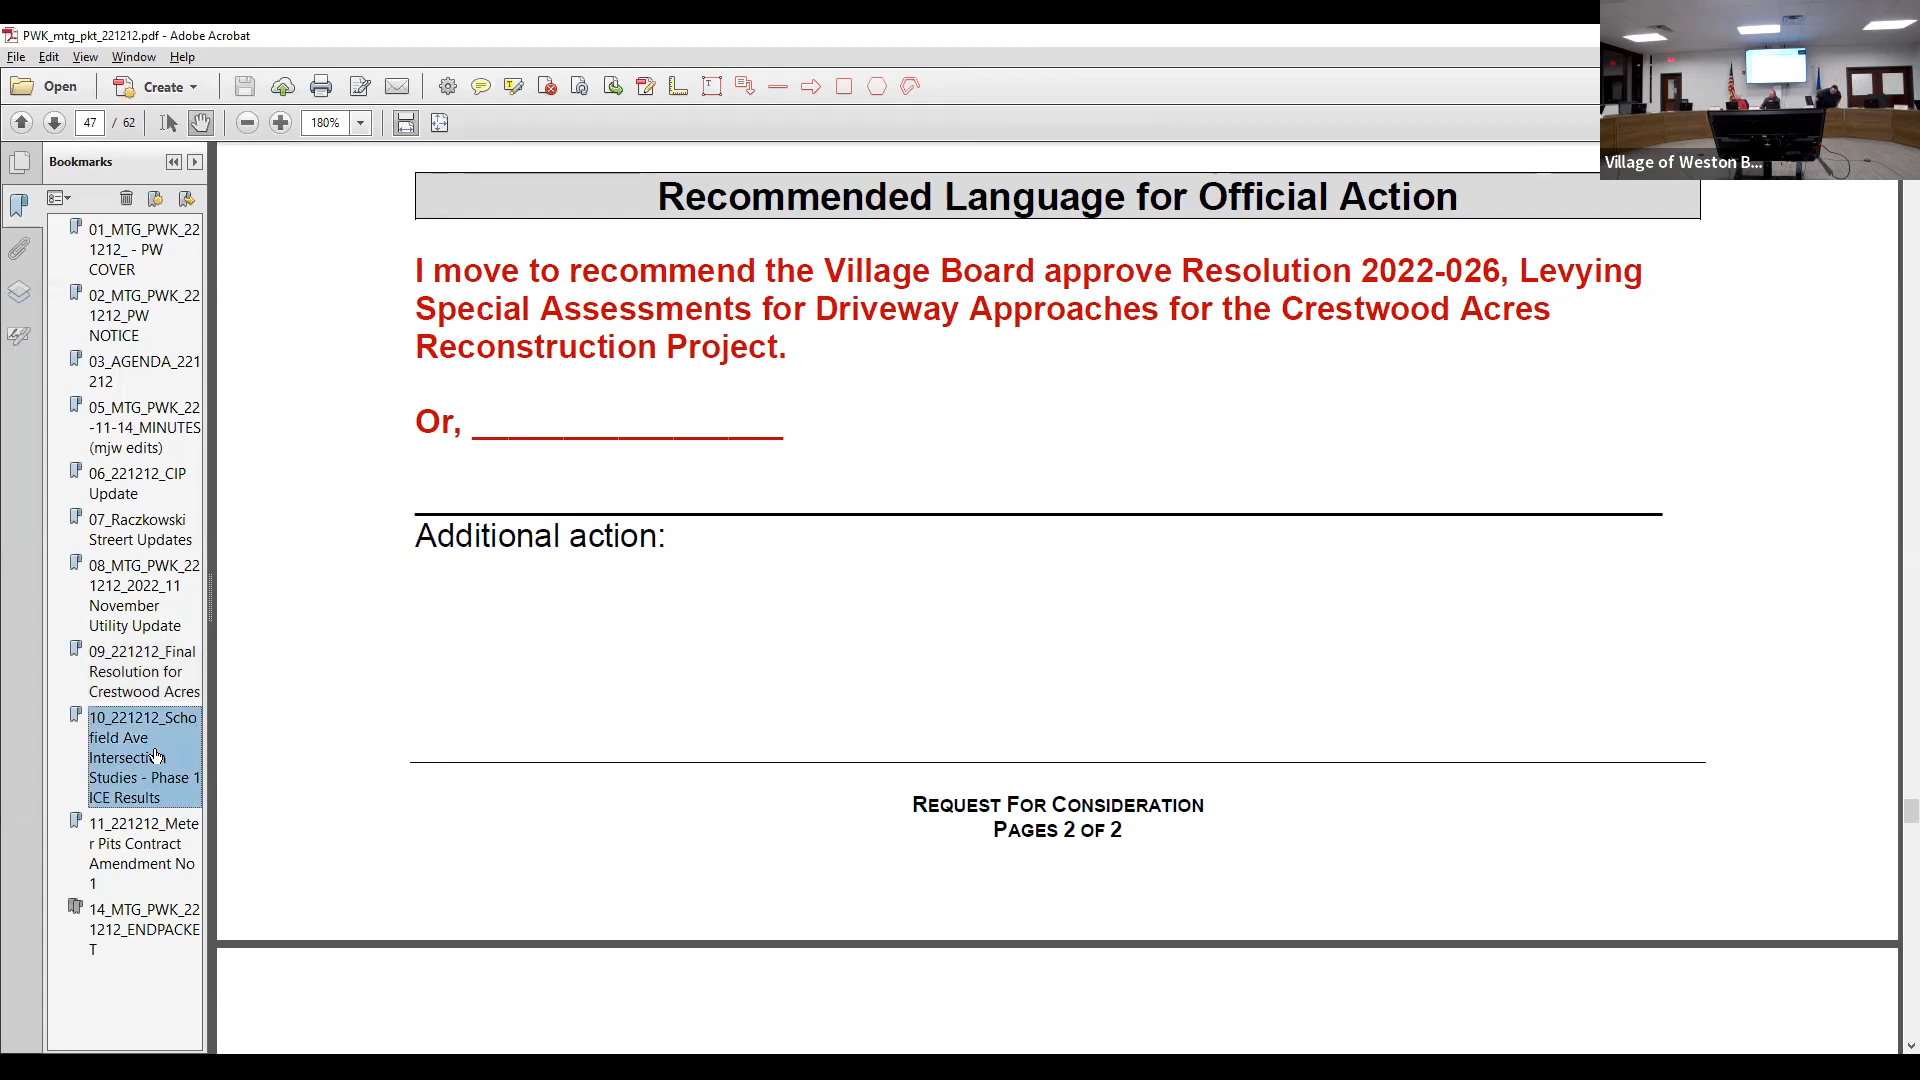 PWK_mtg_pkt_221212.pdf - Adobe Acrobat
File Edit View Window Help
Open Create
47 / 62 180%
Village of Weston B...
Bookmarks
01_MTG_PWK_22
1212_ - PW
COVER
02_MTG_PWK_22
1212_PW
NOTICE
03_AGENDA_221
212
05_MTG_PWK_22
-11-14_MINUTES
(mjw edits)
06_221212_CIP
Update
07_Raczkowski
Streert Updates
08_MTG_PWK_22
1212_2022_11
November
Utility Update
09_221212_Final
Resolution for
Crestwood Acres
10_221212_Scho
field Ave
Intersection
Studies - Phase 1
ICE Results
11_221212_Mete
r Pits Contract
Amendment No
1
14_MTG_PWK_22
1212_ENDPACKE
T
Recommended Language for Official Action
I move to recommend the Village Board approve Resolution 2022-026, Levying
Special Assessments for Driveway Approaches for the Crestwood Acres
Reconstruction Project.
Or, _________________
Additional action:
REQUEST FOR CONSIDERATION
PAGES 2 OF 2